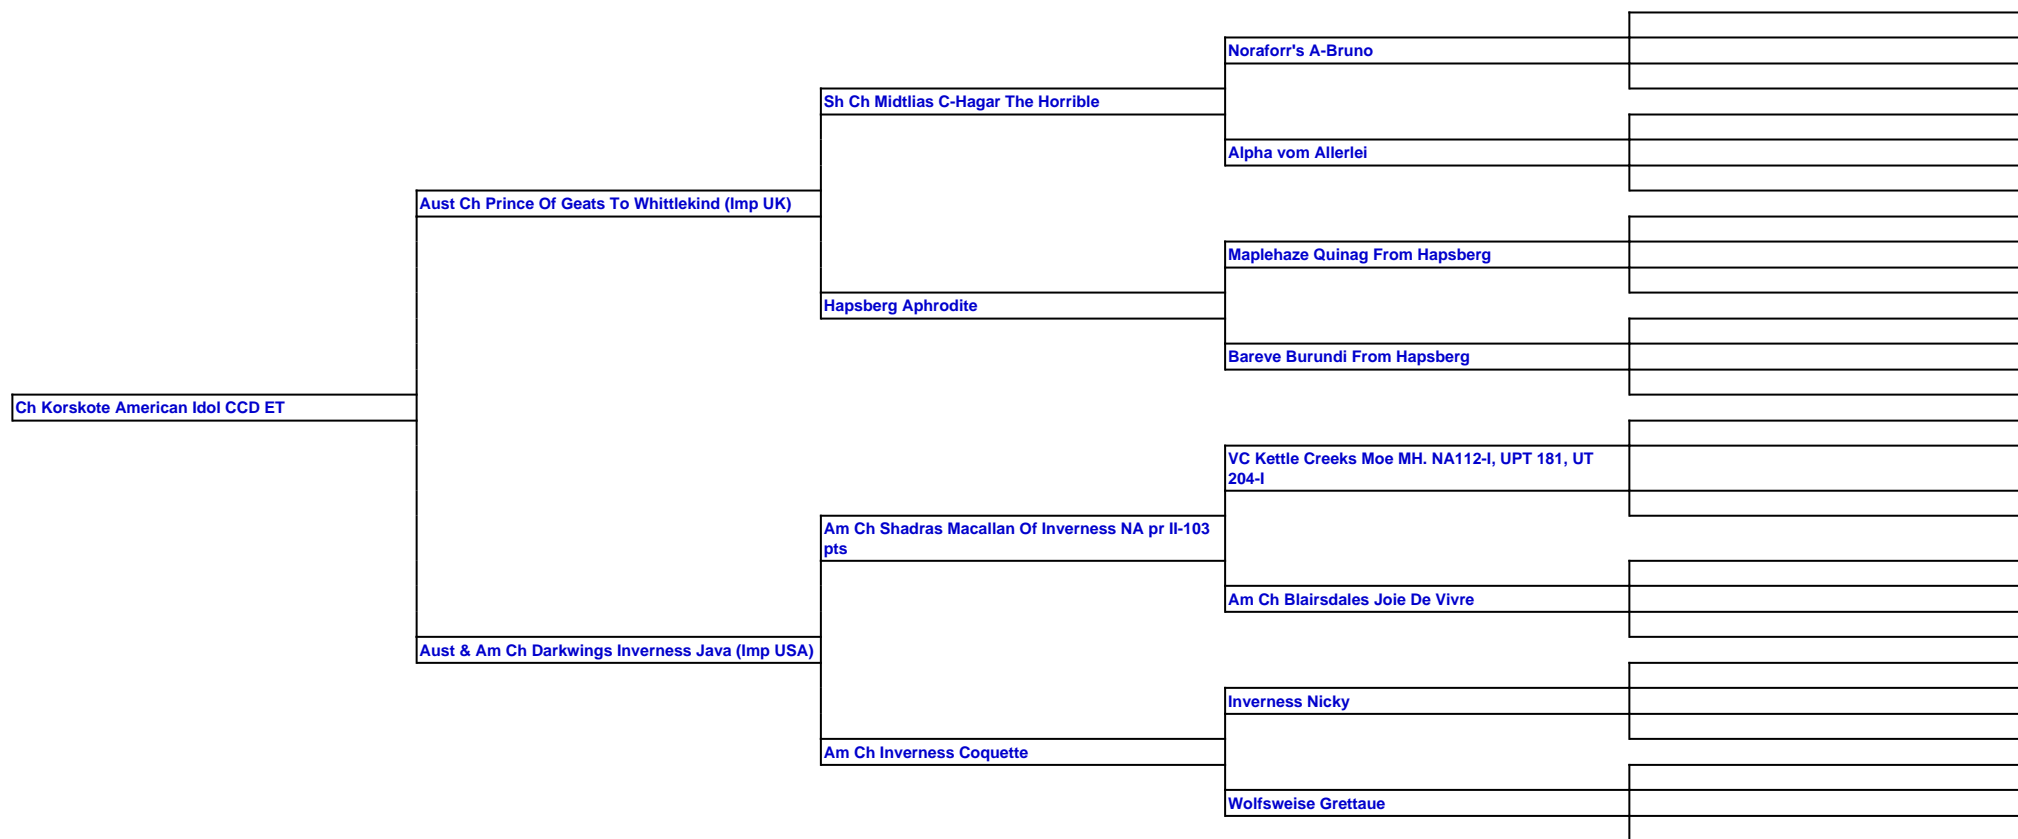 Noraforr's A-Bruno
Sh Ch Midtlias C-Hagar The Horrible
Alpha vom Allerlei
Aust Ch Prince Of Geats To Whittlekind (Imp UK)
Maplehaze Quinag From Hapsberg
Hapsberg Aphrodite
Bareve Burundi From Hapsberg
Ch Korskote American Idol CCD ET
VC Kettle Creeks Moe MH. NA112-I, UPT 181, UT
204-I
Am Ch Shadras Macallan Of Inverness NA pr II-103
pts
Am Ch Blairsdales Joie De Vivre
Aust & Am Ch Darkwings Inverness Java (Imp USA)
Inverness Nicky
Am Ch Inverness Coquette
Wolfsweise Grettaue